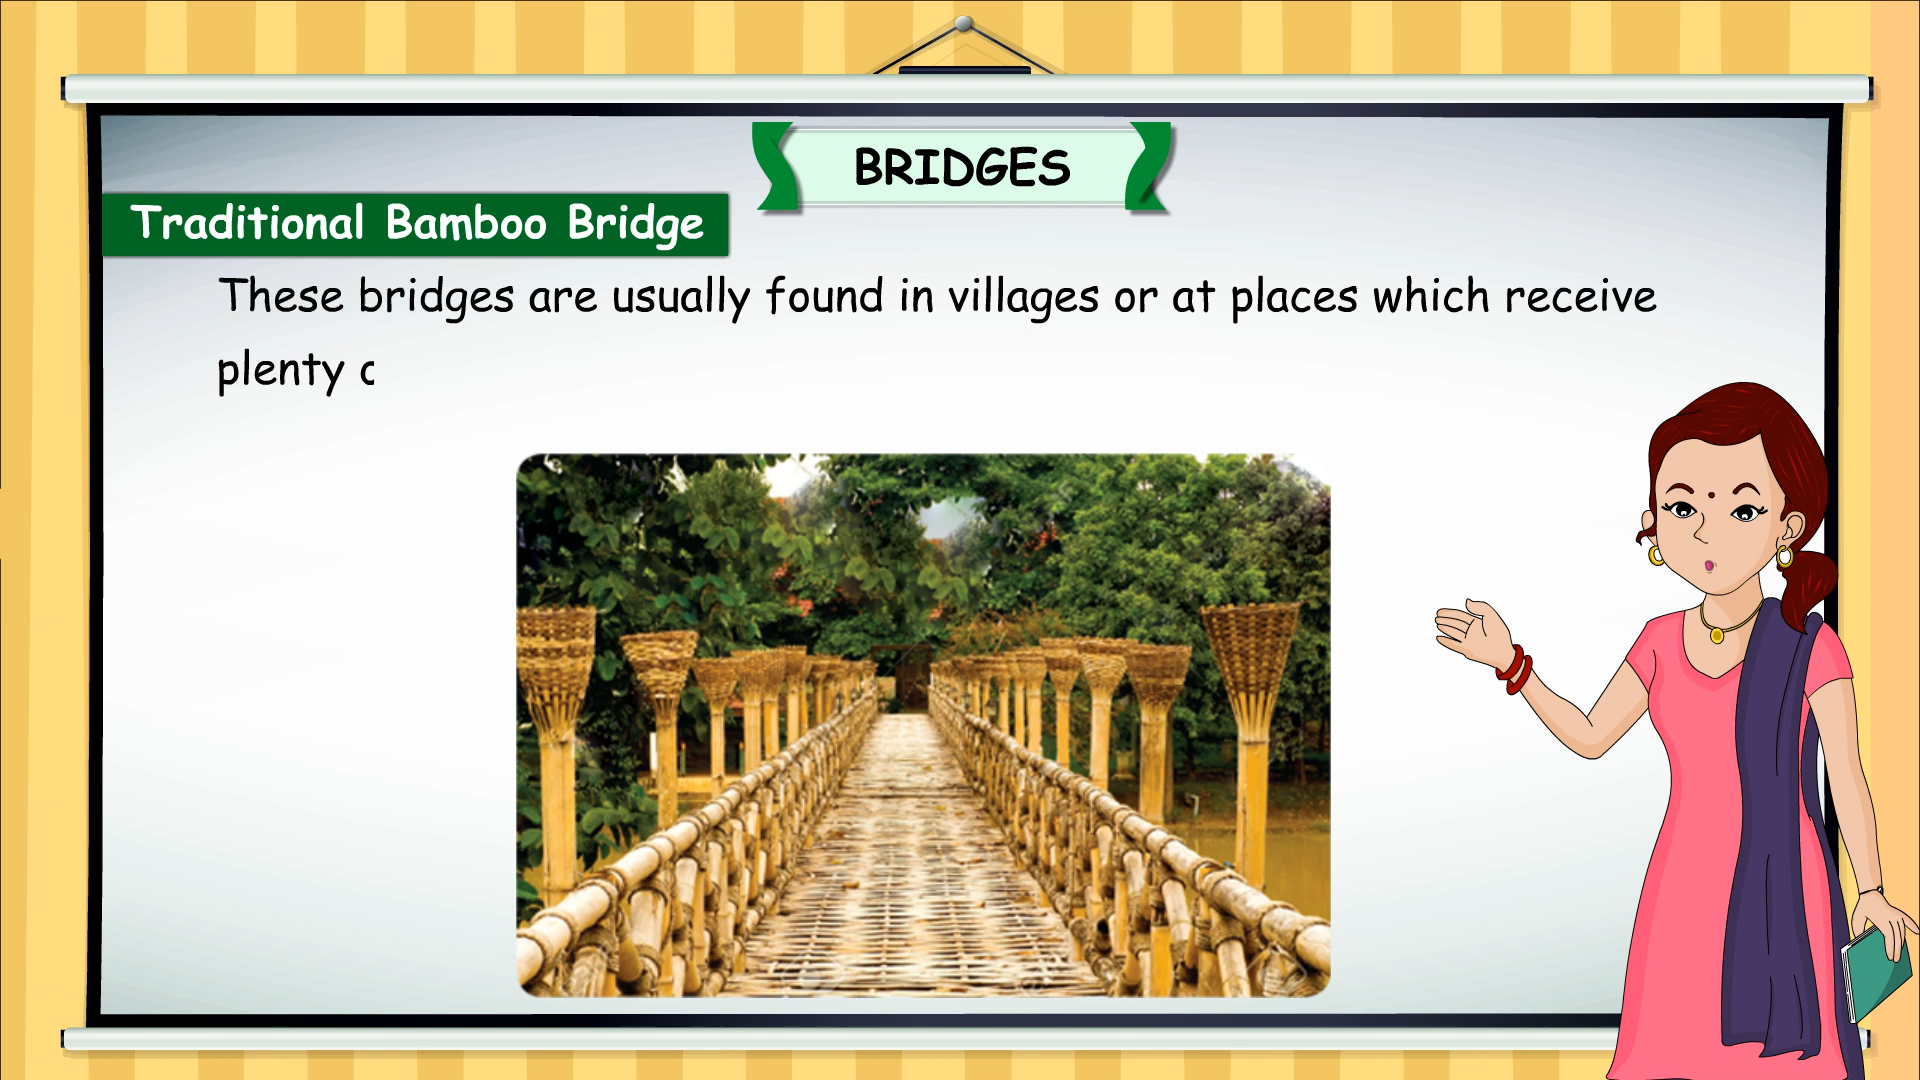 BRIDGES
Traditional Bamboo Bridge
These bridges are usually found in villages or at places which receive
plenty